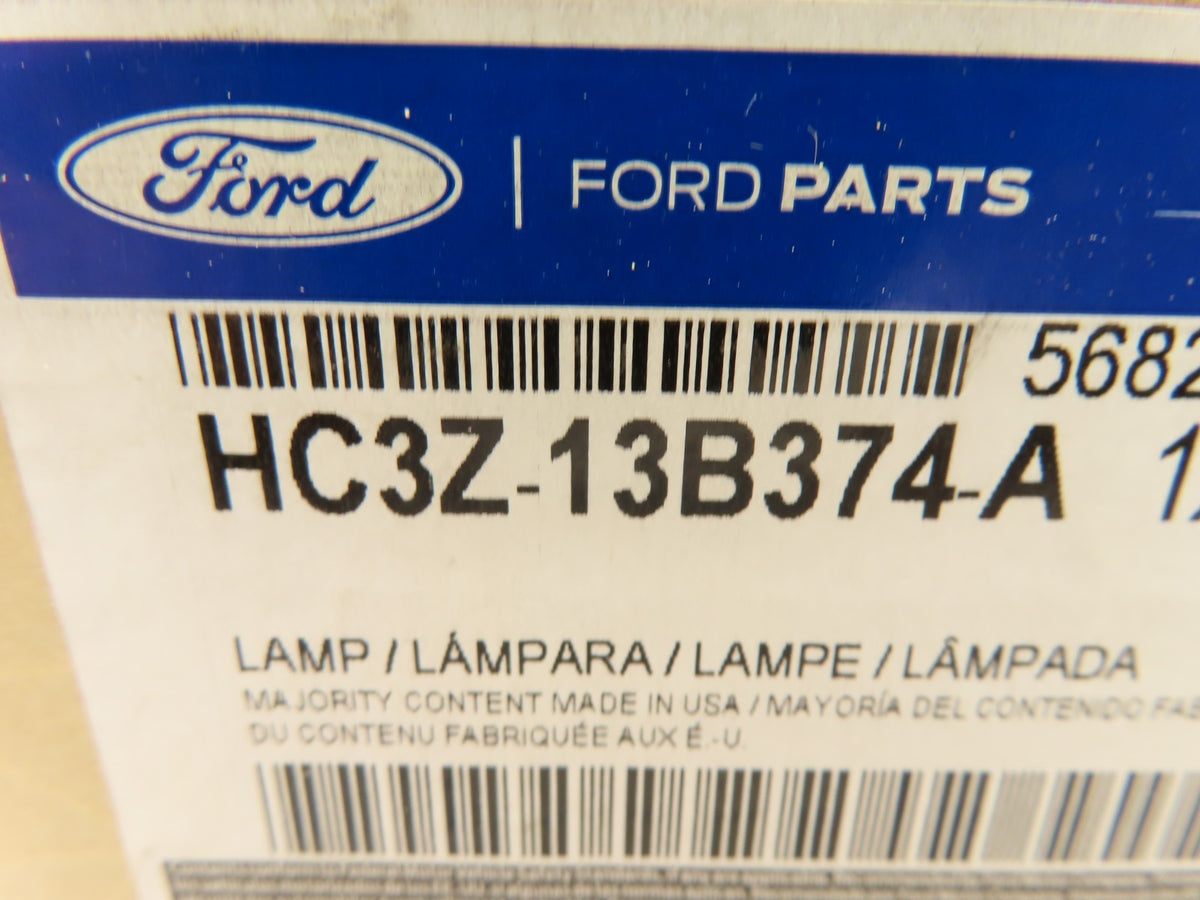 Ford | FORD PARTS
5682
HC3Z-13B374-A
LAMP / LÁMPARA / LAMPE / LÂMPADA
MAJORITY CONTENT MADE IN USA / MAYORÍA DEL CONTENIDO FAB
DU CONTENU FABRIQUÉE AUX É.-U.